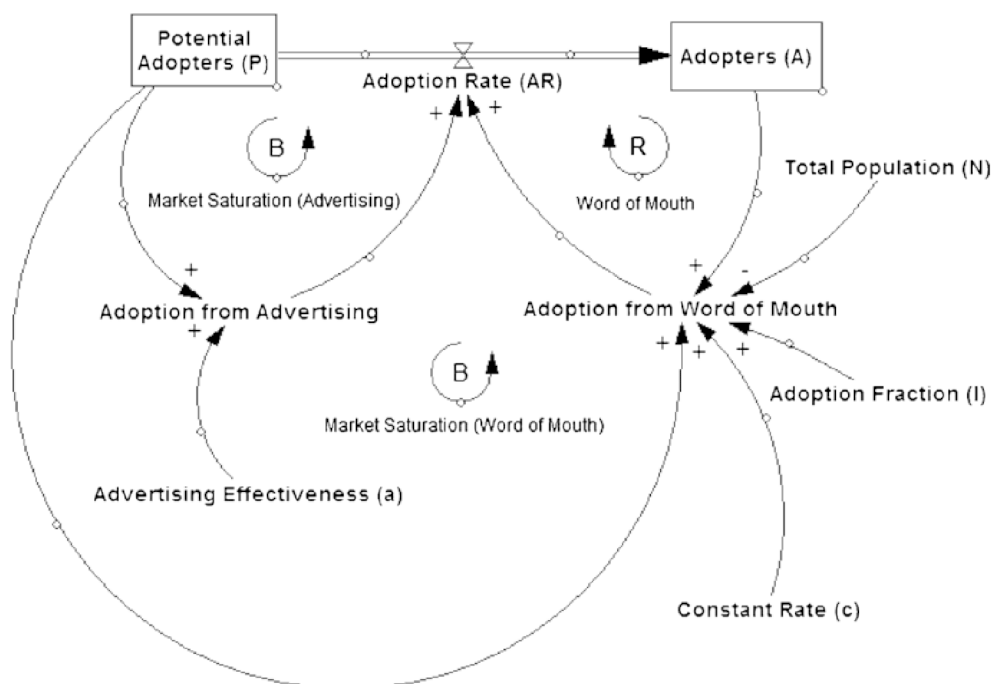 Potential
Adopters (P)
Adopters (A)
Adoption Rate (AR)
+
+
B
R
Market Saturation (Advertising)
Word of Mouth
Total Population (N)
+
+
-
Adoption from Advertising
Adoption from Word of Mouth
+
+
+
+
B
Adoption Fraction (I)
Market Saturation (Word of Mouth)
Advertising Effectiveness (a)
Constant Rate (c)